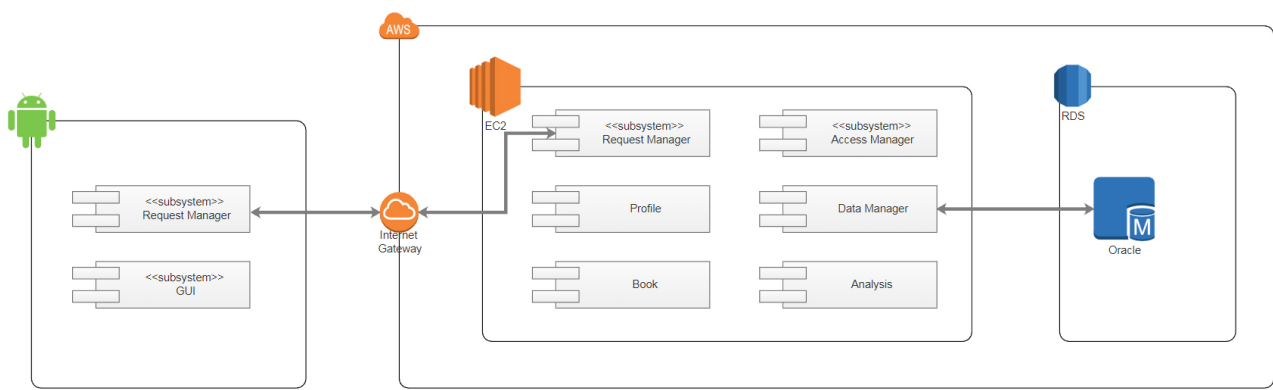 AWS
EC2
<<subsystem>>
Request Manager
<<subsystem>>
Access Manager
RDS
<<subsystem>>
Request Manager
Internet
Gateway
Profile
Data Manager
M
Oracle
<<subsystem>>
GUI
Book
Analysis